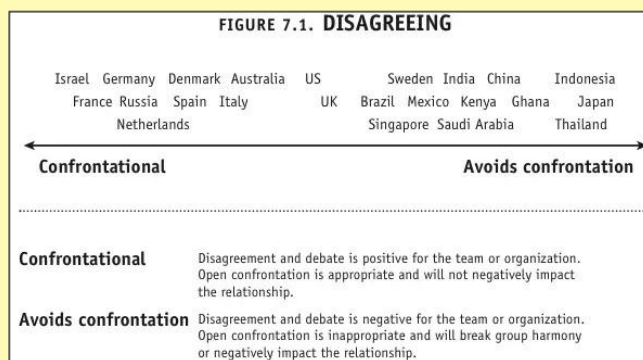 FIGURE 7.1. DISAGREEING
Israel Germany Denmark Australia US Sweden India China Indonesia
France Russia Spain Italy UK Brazil Mexico Kenya Ghana Japan
Netherlands Singapore Saudi Arabia Thailand
Confrontational Avoids confrontation
Confrontational Disagreement and debate is positive for the team or organization.
Open confrontation is appropriate and will not negatively impact
the relationship.
Avoids confrontation Disagreement and debate is negative for the team or organization.
Open confrontation is inappropriate and will break group harmony
or negatively impact the relationship.